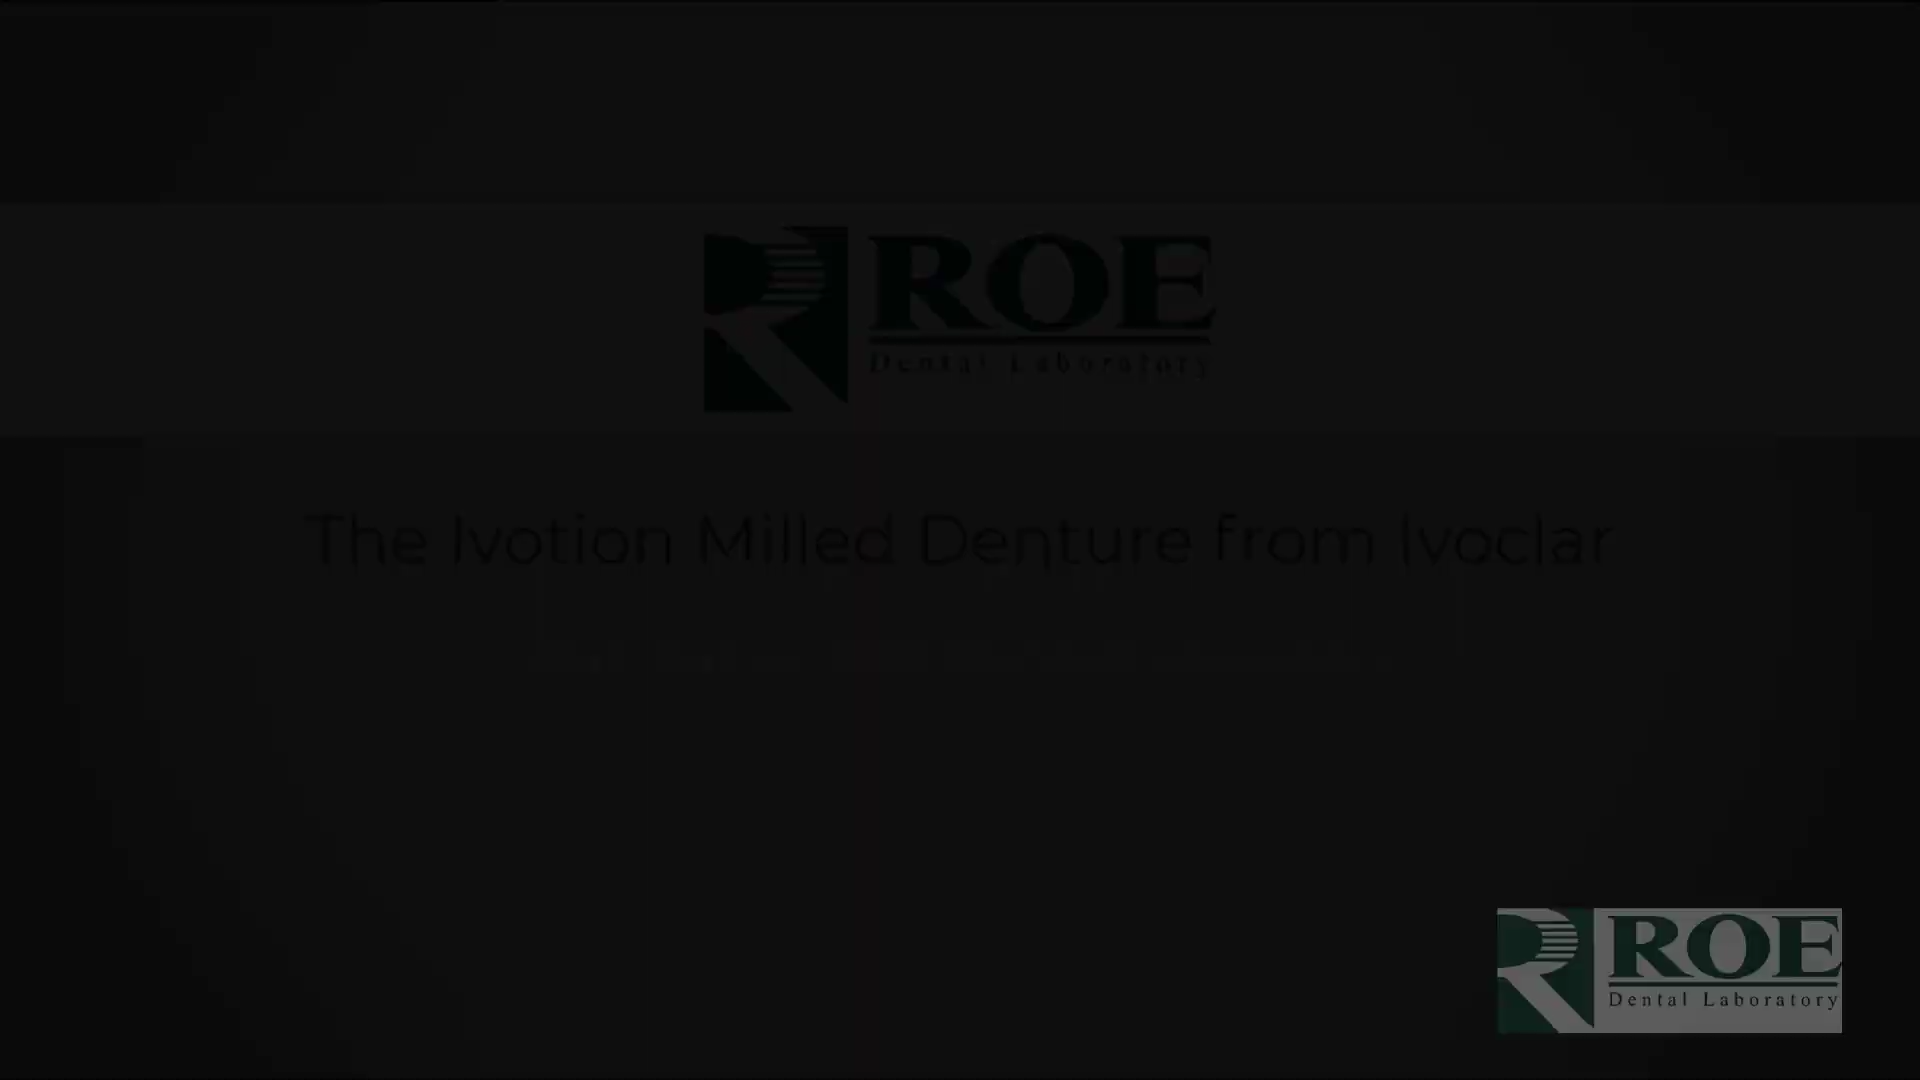 ROE
Dental Laboratory
The Ivotion Milled Denture from Ivoclar
ROE
Dental Laboratory